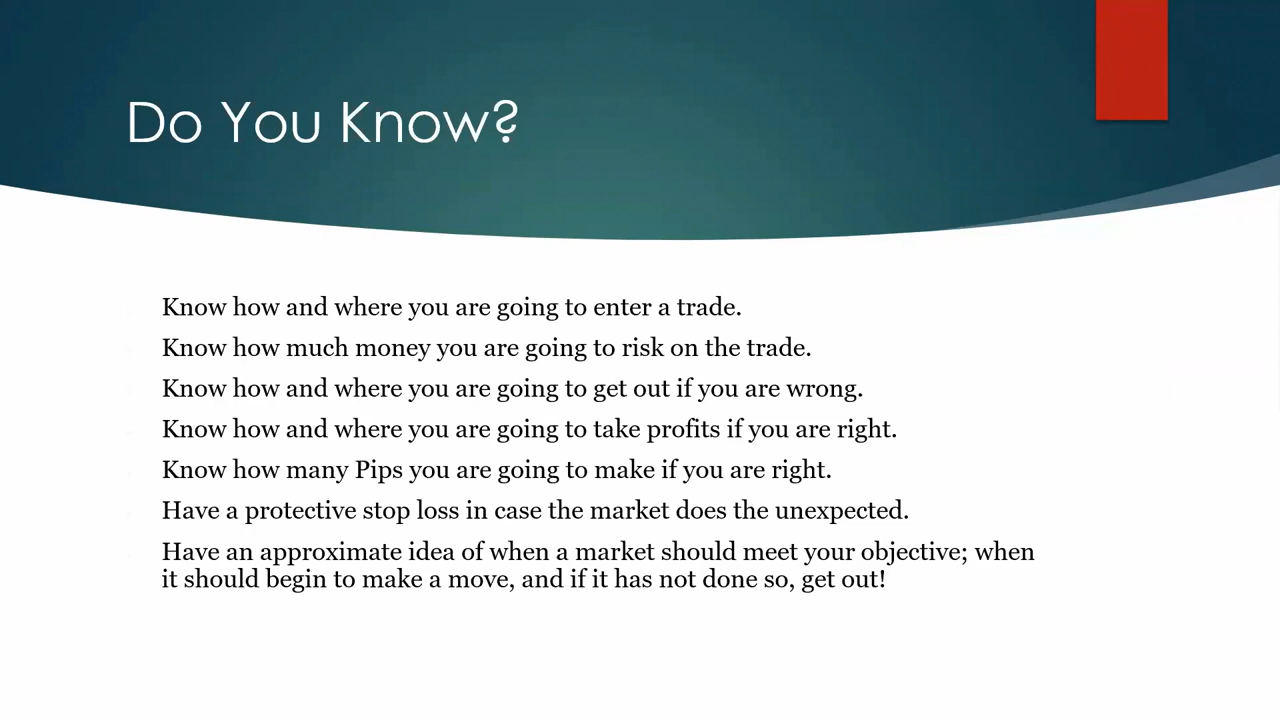 Do You Know?
Know how and where you are going to enter a trade.
Know how much money you are going to risk on the trade.
Know how and where you are going to get out if you are wrong.
Know how and where you are going to take profits if you are right.
Know how many Pips you are going to make if you are right.
Have a protective stop loss in case the market does the unexpected.
Have an approximate idea of when a market should meet your objective; when
it should begin to make a move, and if it has not done so, get out!